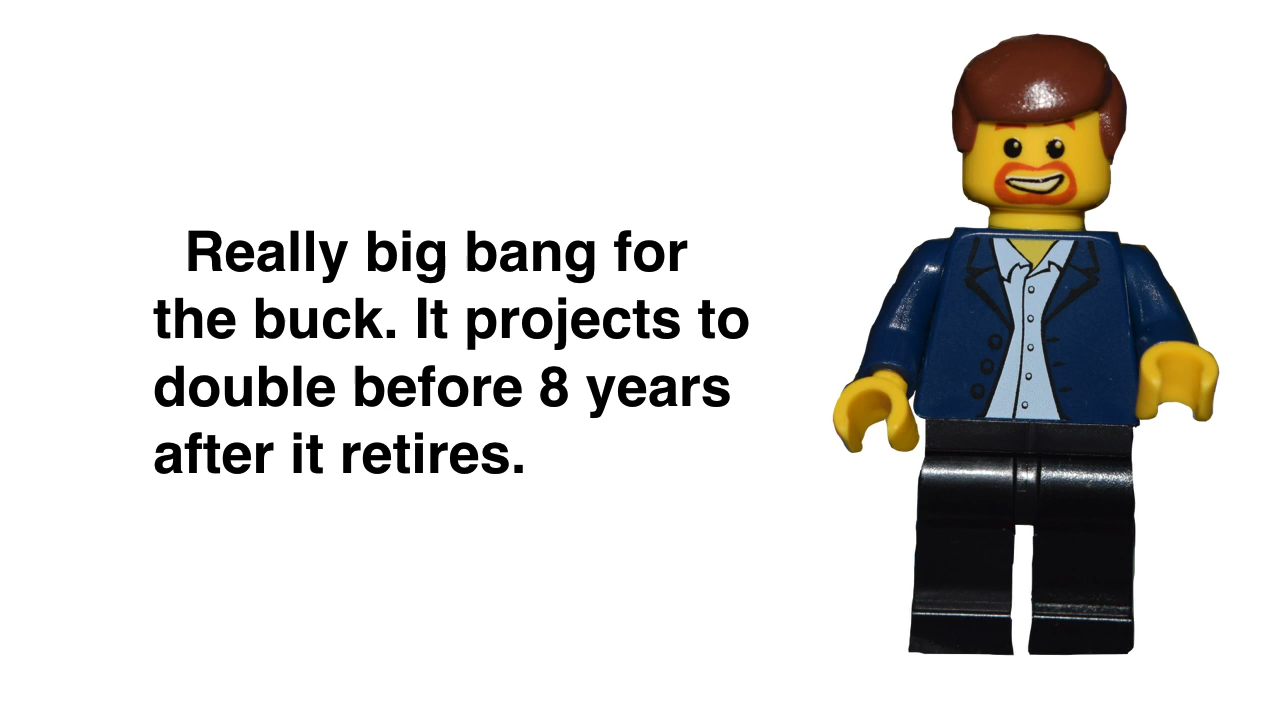 Really big bang for
the buck. It projects to
double before 8 years
after it retires.